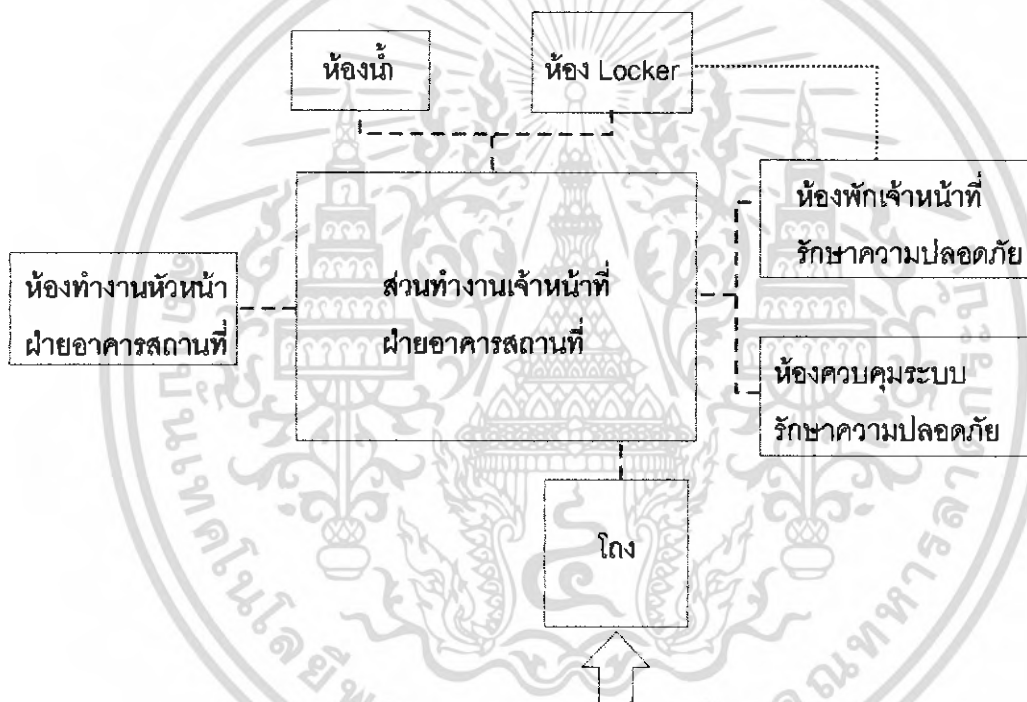 ห้องน้ำ
ห้อง Locker
ห้องพักเจ้าหน้าที่
รักษาความปลอดภัย
ห้องทำงานหัวหน้า
ฝ่ายอาคารสถานที่
ส่วนทำงานเจ้าหน้าที่
ฝ่ายอาคารสถานที่
ห้องควบคุมระบบ
รักษาความปลอดภัย
โถง